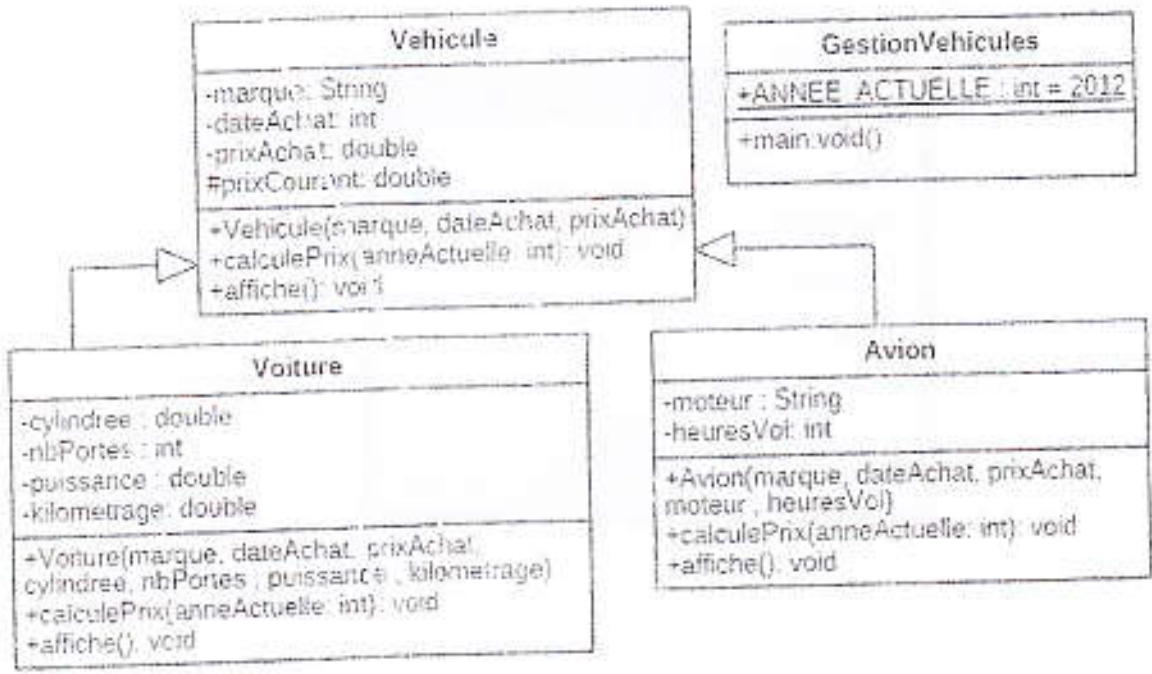 Vehicule
-marque: String
-dateAchat: int
-prixAchat: double
#prixCourant: double
+Vehicule(marque, dateAchat, prixAchat)
+calculePrix(anneActuelle: int): void
+affiche(): void
GestionVehicules
+ANNEE_ACTUELLE : int = 2012
+main:void()
Voiture
-cylindree : double
-nbPortes : int
-puissance : double
-kilometrage: double
+Voiture(marque, dateAchat, prixAchat,
cylindree, nbPortes , puissance , kilometrage)
+calculePrix(anneActuelle: int): void
+affiche(): void
Avion
-moteur : String
-heuresVol: int
+Avion(marque, dateAchat, prixAchat,
moteur , heuresVol)
+calculePrix(anneActuelle: int): void
+affiche(): void